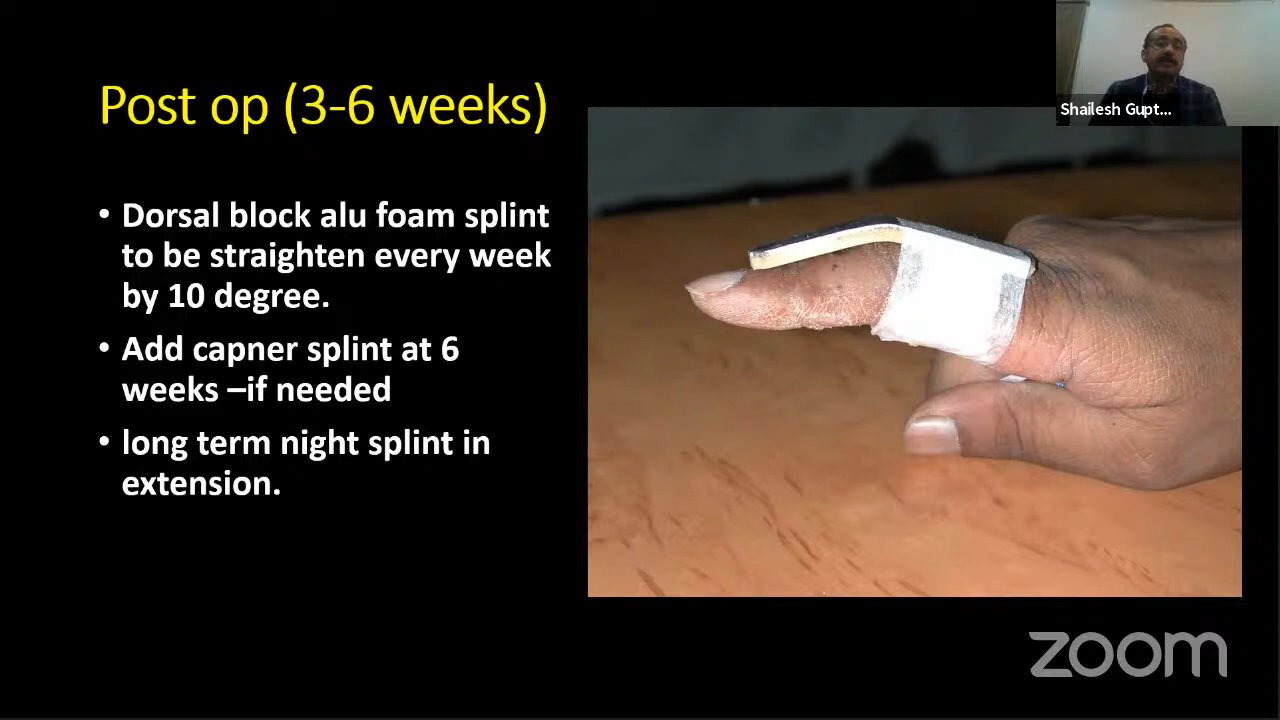 Shailesh Gupt...
Post op (3-6 weeks)
• Dorsal block alu foam splint
to be straighten every week
by 10 degree.
• Add capner splint at 6
weeks –if needed
• long term night splint in
extension.
zoom